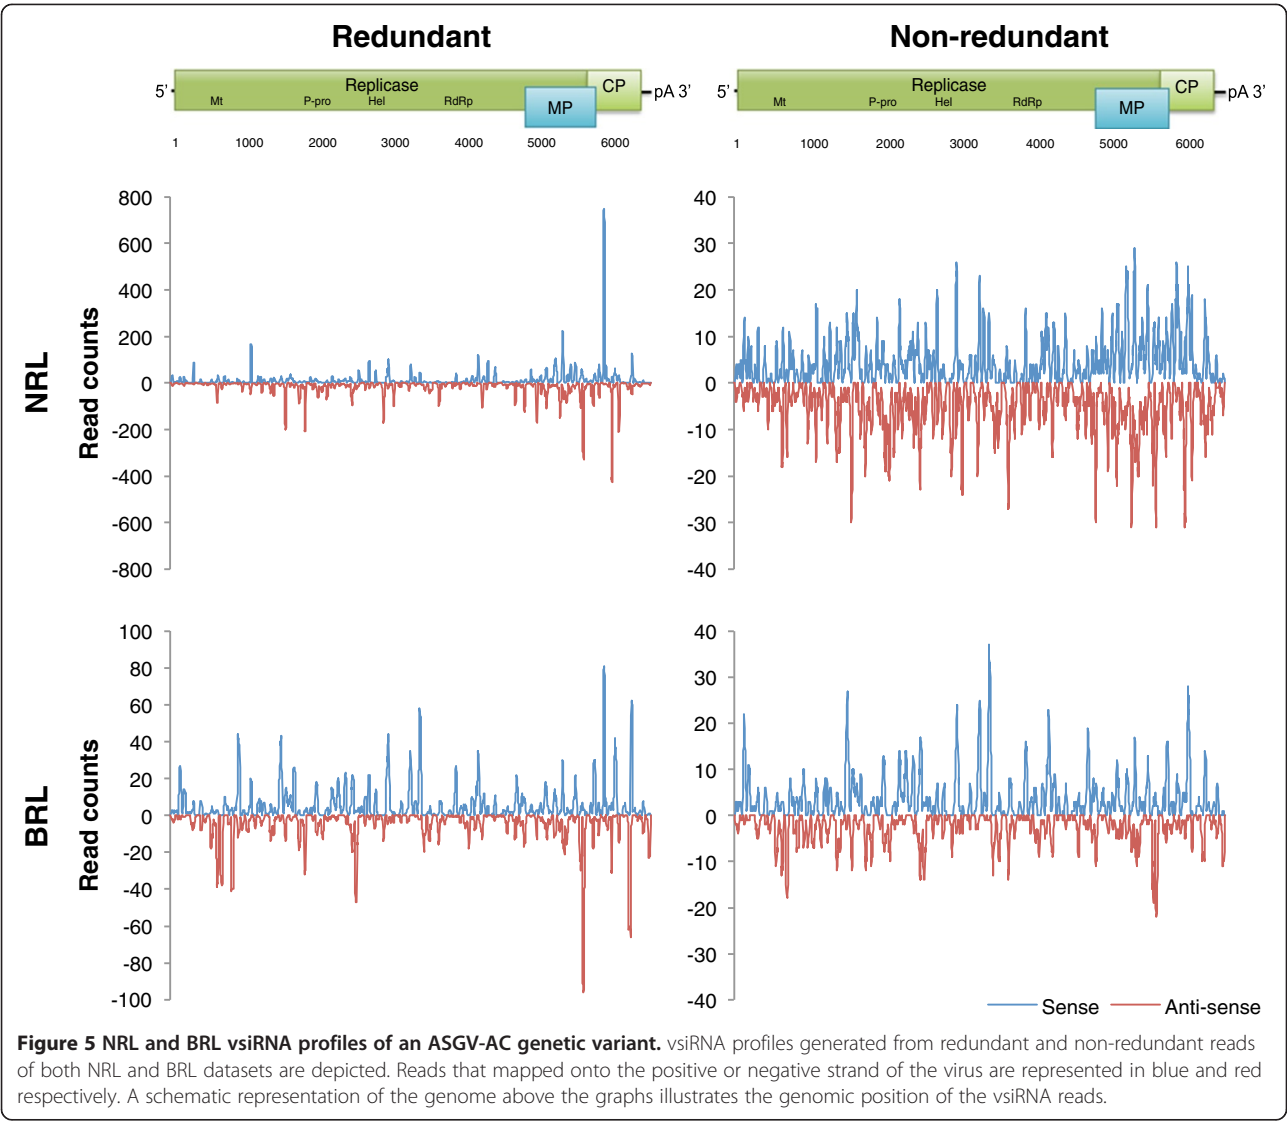 Redundant
Non-redundant
5’ Replicase CP pA 3’
Mt P-pro Hel RdRp MP
1 1000 2000 3000 4000 5000 6000
5’ Replicase CP pA 3’
Mt P-pro Hel RdRp MP
1 1000 2000 3000 4000 5000 6000
NRL
Read counts
800
600
400
200
0
-200
-400
-600
-800
40
30
20
10
0
-10
-20
-30
-40
BRL
Read counts
100
80
60
40
20
0
-20
-40
-60
-80
-100
40
30
20
10
0
-10
-20
-30
-40
Sense Anti-sense
Figure 5 NRL and BRL vsiRNA profiles of an ASGV-AC genetic variant. vsiRNA profiles generated from redundant and non-redundant reads
of both NRL and BRL datasets are depicted. Reads that mapped onto the positive or negative strand of the virus are represented in blue and red
respectively. A schematic representation of the genome above the graphs illustrates the genomic position of the vsiRNA reads.